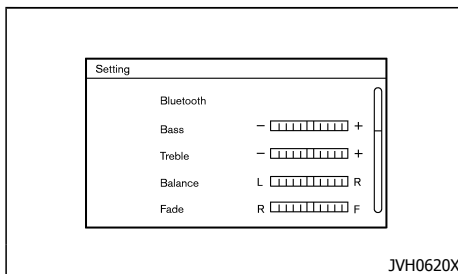 Setting
Bluetooth
Bass - +
Treble - +
Balance L R
Fade R F
JVH0620X